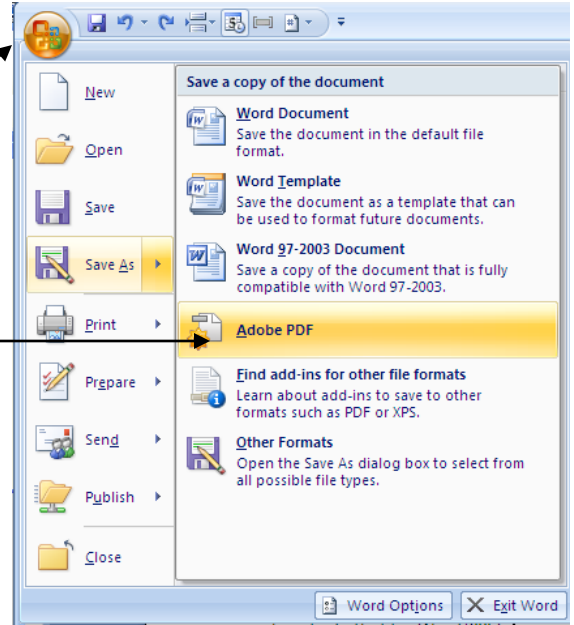 New
Open
Save
Save As
Print
Prepare
Send
Publish
Close
Save a copy of the document
Word Document
Save the document in the default file
format.
Word Template
Save the document as a template that can
be used to format future documents.
Word 97-2003 Document
Save a copy of the document that is fully
compatible with Word 97-2003.
Adobe PDF
Find add-ins for other file formats
Learn about add-ins to save to other
formats such as PDF or XPS.
Other Formats
Open the Save As dialog box to select from
all possible file types.
Word Options
Exit Word